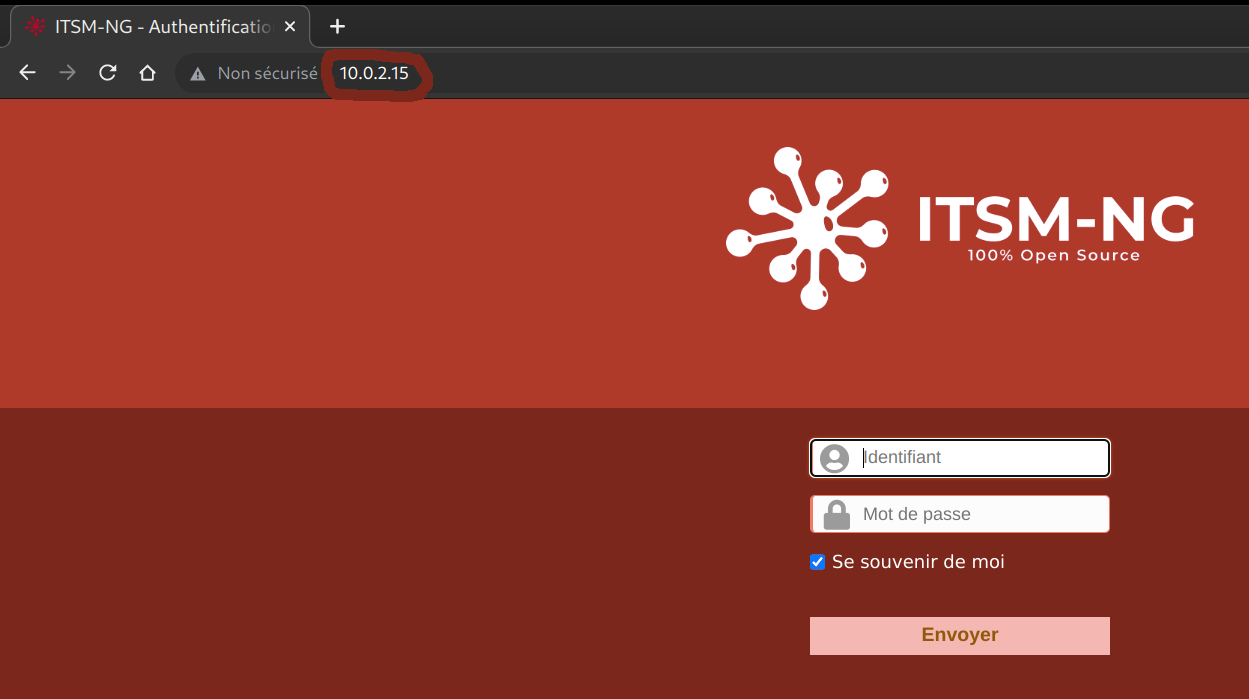 ITSM-NG - Authentificatio
Non sécurisé 10.0.2.15
ITSM-NG
100% Open Source
Identifiant
Mot de passe
Se souvenir de moi
Envoyer